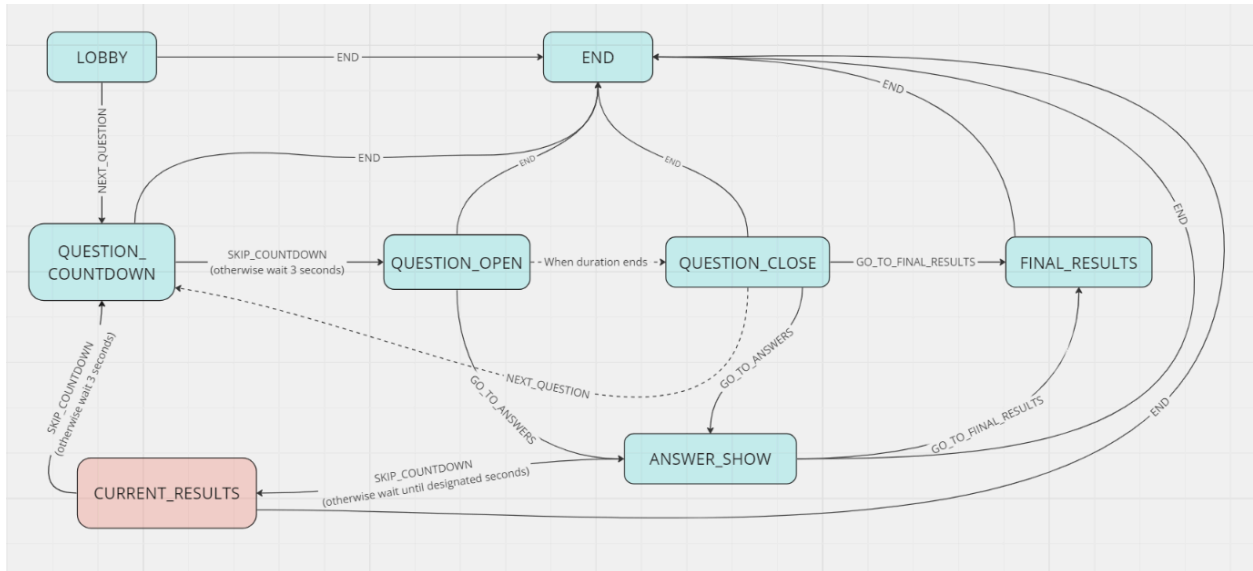 LOBBY
END
END
NEXT_QUESTION
END
END
END
END
END
END
QUESTION_
COUNTDOWN
SKIP_COUNTDOWN
(otherwise wait 3 seconds)
QUESTION_OPEN
When duration ends
QUESTION_CLOSE
GO_TO_FINAL_RESULTS
FINAL_RESULTS
SKIP_COUNTDOWN
(otherwise wait 3 seconds)
GO_TO_ANSWERS
NEXT_QUESTION
GO_TO_ANSWERS
GO_TO_FIINAL_RESULTS
ANSWER_SHOW
SKIP_COUNTDOWN
(otherwise wait until designated seconds)
CURRENT_RESULTS